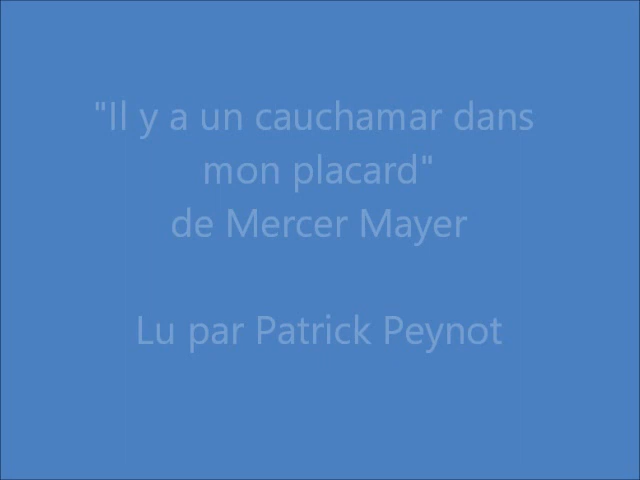 "Il y a un cauchamar dans
mon placard"
de Mercer Mayer
Lu par Patrick Peynot